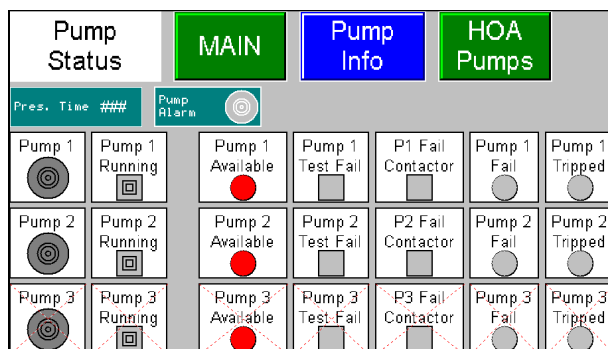 Pump
Status
MAIN
Pump
Info
HOA
Pumps
Pres. Time ###
Pump
Alarm
Pump 1
Pump 1
Running
Pump 1
Available
Pump 1
Test Fail
P1 Fail
Contactor
Pump 1
Fail
Pump 1
Tripped
Pump 2
Pump 2
Running
Pump 2
Available
Pump 2
Test Fail
P2 Fail
Contactor
Pump 2
Fail
Pump 2
Tripped
Pump 3
Pump 3
Running
Pump 3
Available
Pump 3
Test Fail
P3 Fail
Contactor
Pump 3
Fail
Pump 3
Tripped